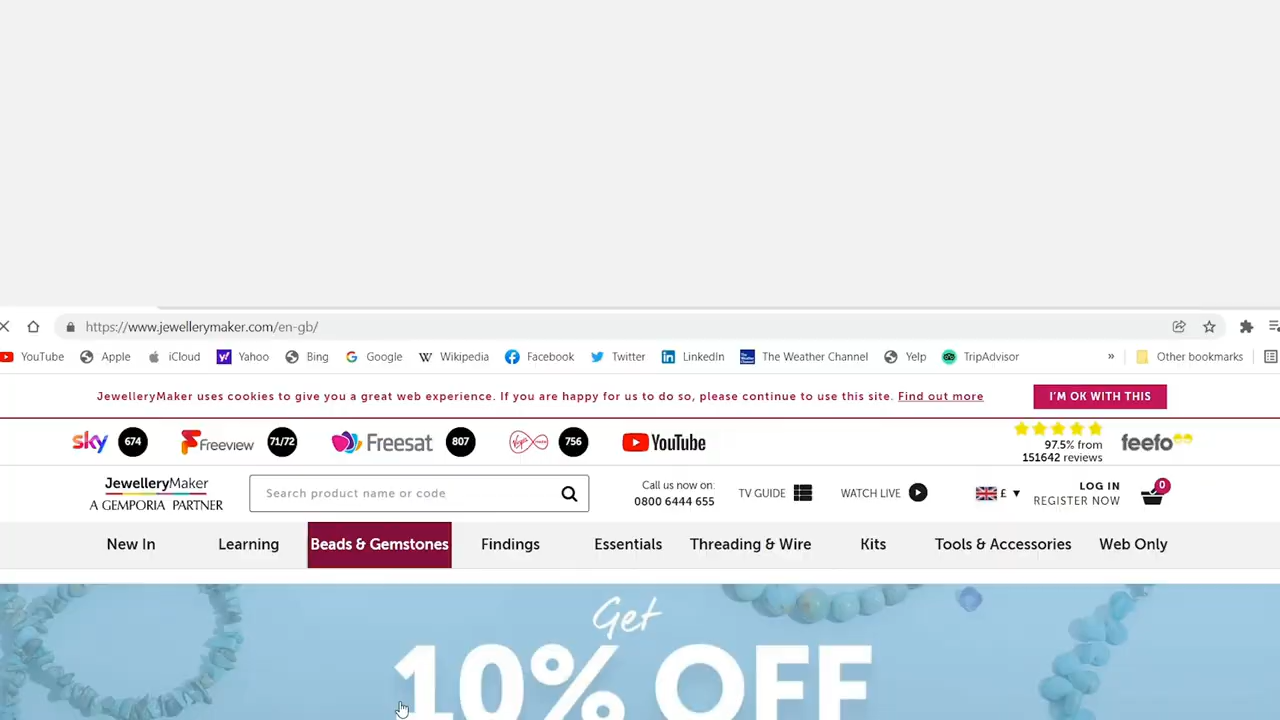 https://www.jewellerymaker.com/en-gb/
YouTube Apple iCloud Yahoo Bing Google Wikipedia Facebook Twitter LinkedIn The Weather Channel Yelp TripAdvisor » Other bookmarks
JewelleryMaker uses cookies to give you a great web experience. If you are happy for us to do so, please continue to use this site. Find out more I'M OK WITH THIS
sky 674 Freeview 71/72 Freesat 807 Virgin 756 YouTube
97.5% from
151642 reviews
feefo
JewelleryMaker
A GEMPORIA PARTNER
Search product name or code
Call us now on:
0800 6444 655
TV GUIDE
WATCH LIVE
£
LOG IN
REGISTER NOW
0
New In Learning Beads & Gemstones Findings Essentials Threading & Wire Kits Tools & Accessories Web Only
Get
10% OFF